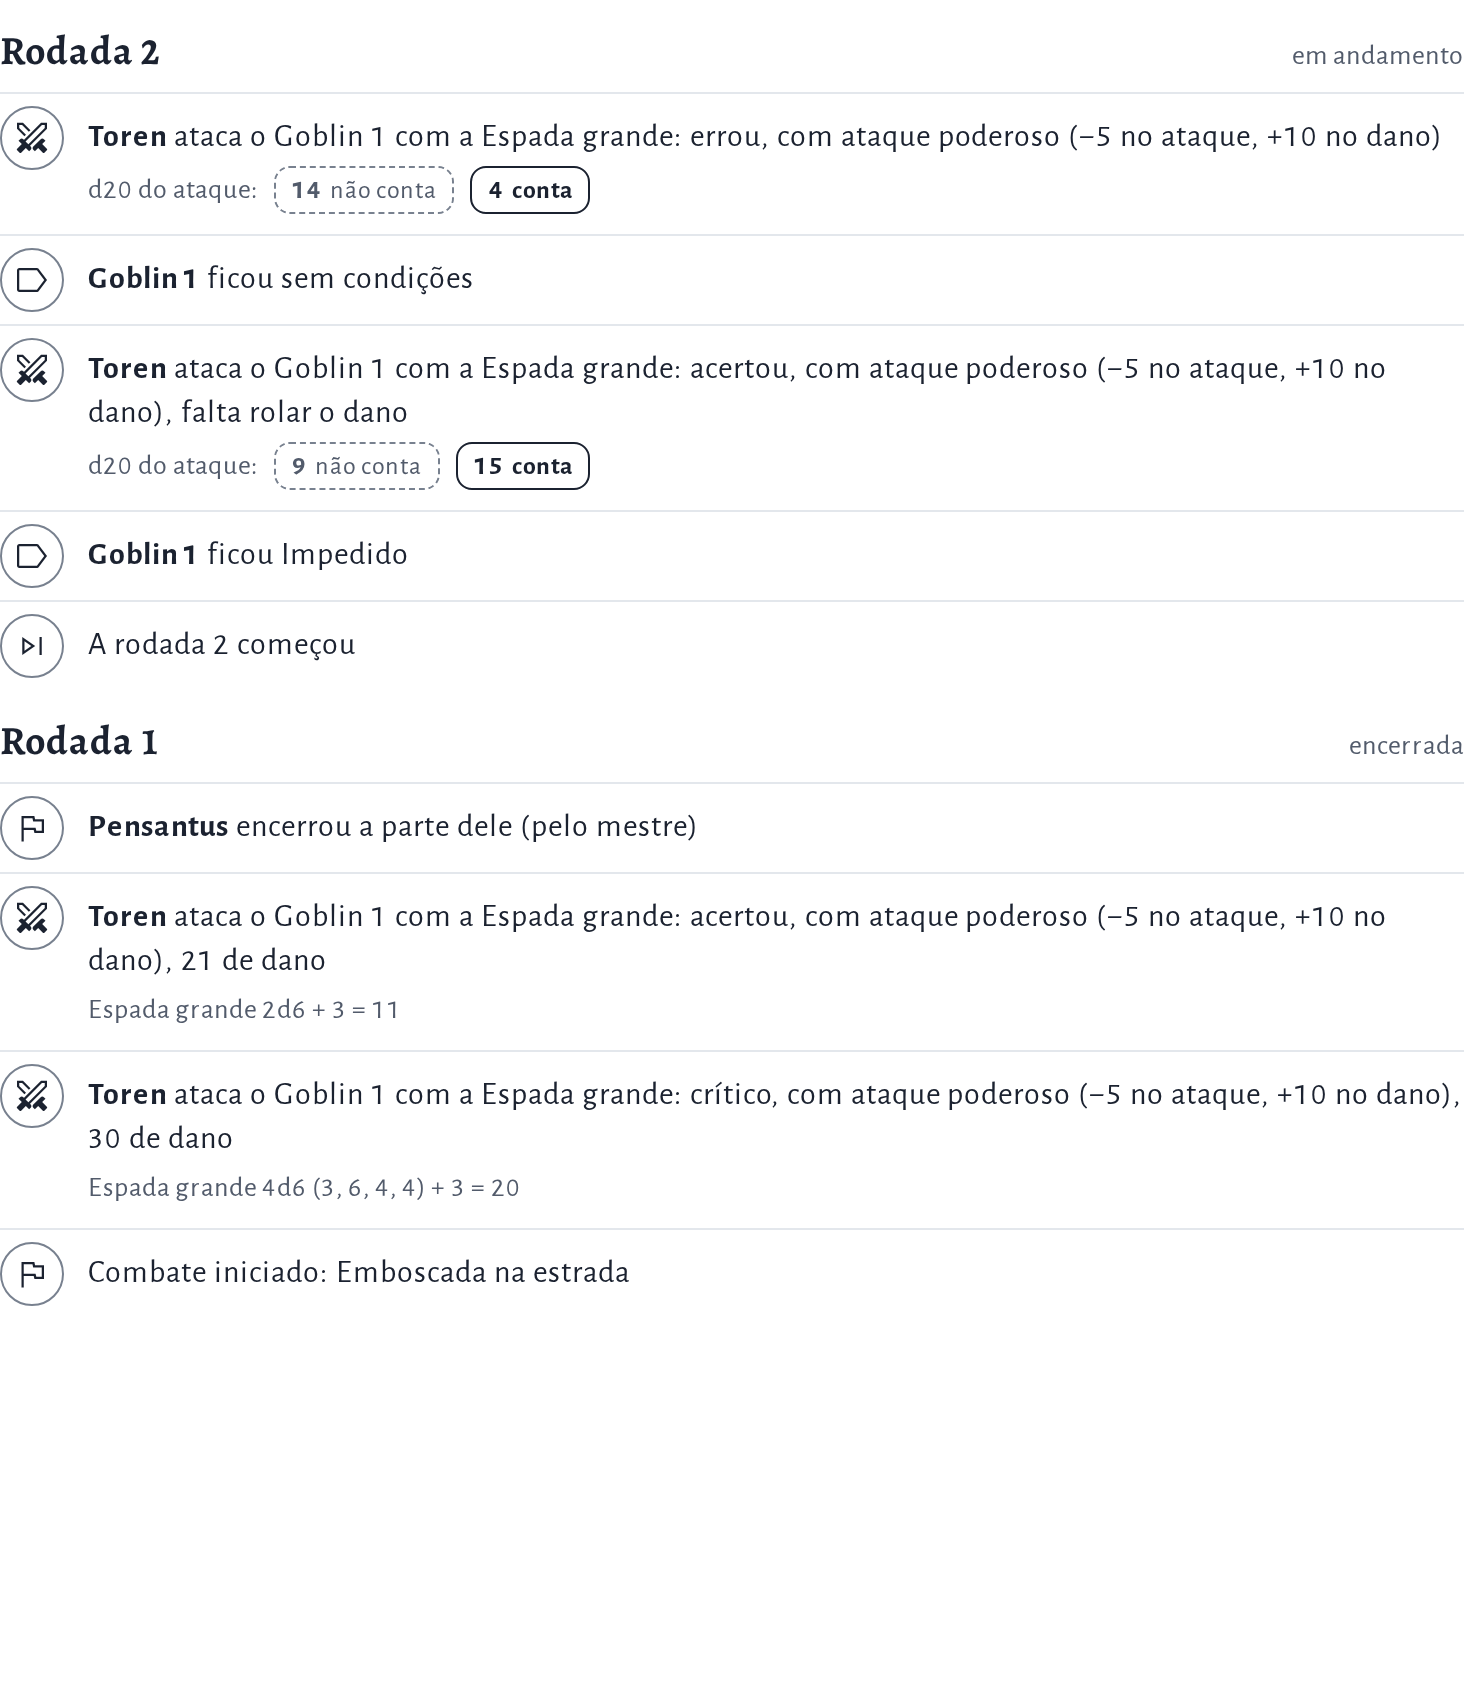 Rodada 2
em andamento
Toren ataca o Goblin 1 com a Espada grande: errou, com ataque poderoso (−5 no ataque, +10 no dano)
d20 do ataque: 14 não conta 4 conta
Goblin 1 ficou sem condições
Toren ataca o Goblin 1 com a Espada grande: acertou, com ataque poderoso (−5 no ataque, +10 no
dano), falta rolar o dano
d20 do ataque: 9 não conta 15 conta
Goblin 1 ficou Impedido
A rodada 2 começou
Rodada 1
encerrada
Pensantus encerrou a parte dele (pelo mestre)
Toren ataca o Goblin 1 com a Espada grande: acertou, com ataque poderoso (−5 no ataque, +10 no
dano), 21 de dano
Espada grande 2d6 + 3 = 11
Toren ataca o Goblin 1 com a Espada grande: crítico, com ataque poderoso (−5 no ataque, +10 no dano),
30 de dano
Espada grande 4d6 (3, 6, 4, 4) + 3 = 20
Combate iniciado: Emboscada na estrada